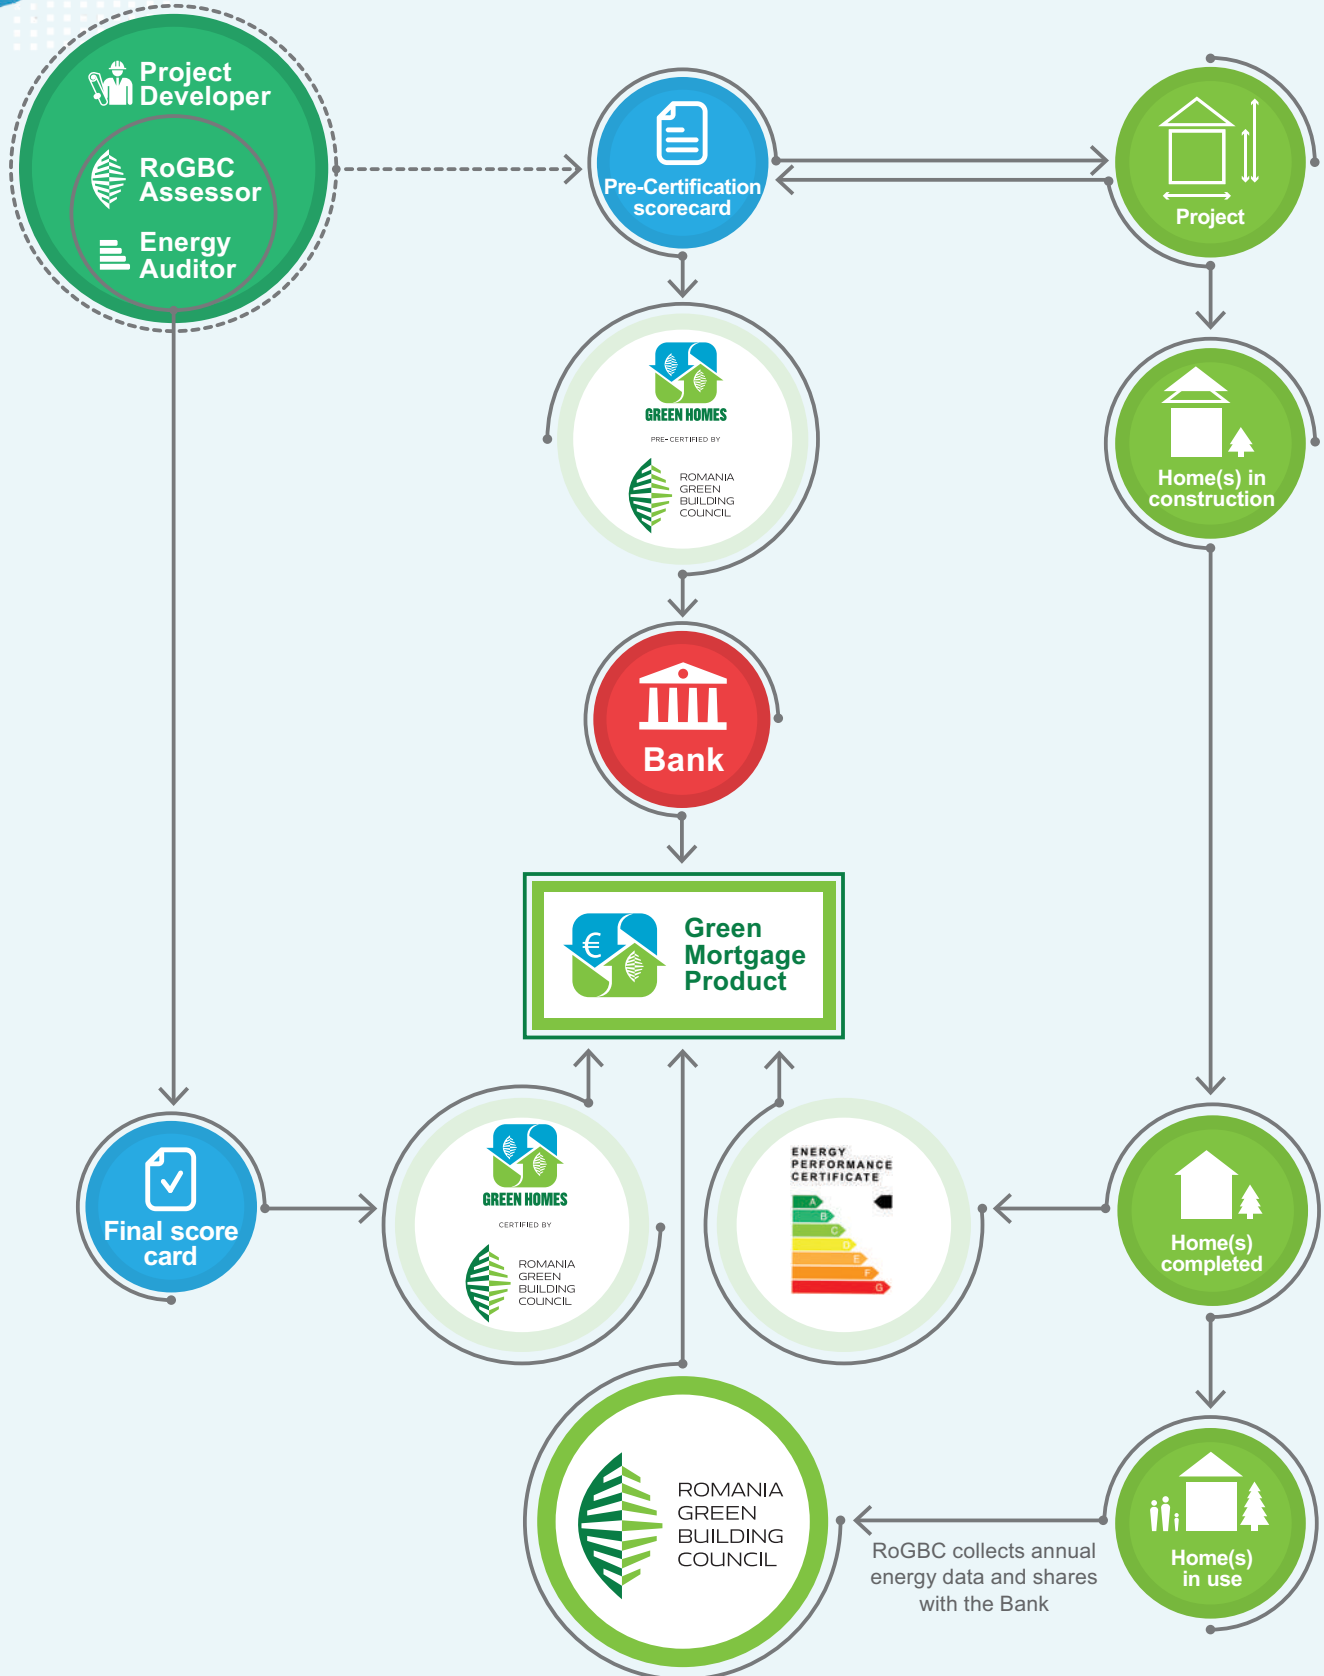 Project
Developer
RoGBC
Assessor
Energy
Auditor
Pre-Certification
scorecard
Project
GREEN HOMES
PRE-CERTIFIED BY
ROMANIA
GREEN
BUILDING
COUNCIL
Home(s) in
construction
Bank
€
Green
Mortgage
Product
Final score
card
GREEN HOMES
CERTIFIED BY
ROMANIA
GREEN
BUILDING
COUNCIL
ENERGY
PERFORMANCE
CERTIFICATE
A
B
C
D
E
F
G
Home(s)
completed
ROMANIA
GREEN
BUILDING
COUNCIL
RoGBC collects annual
energy data and shares
with the Bank
Home(s)
in use